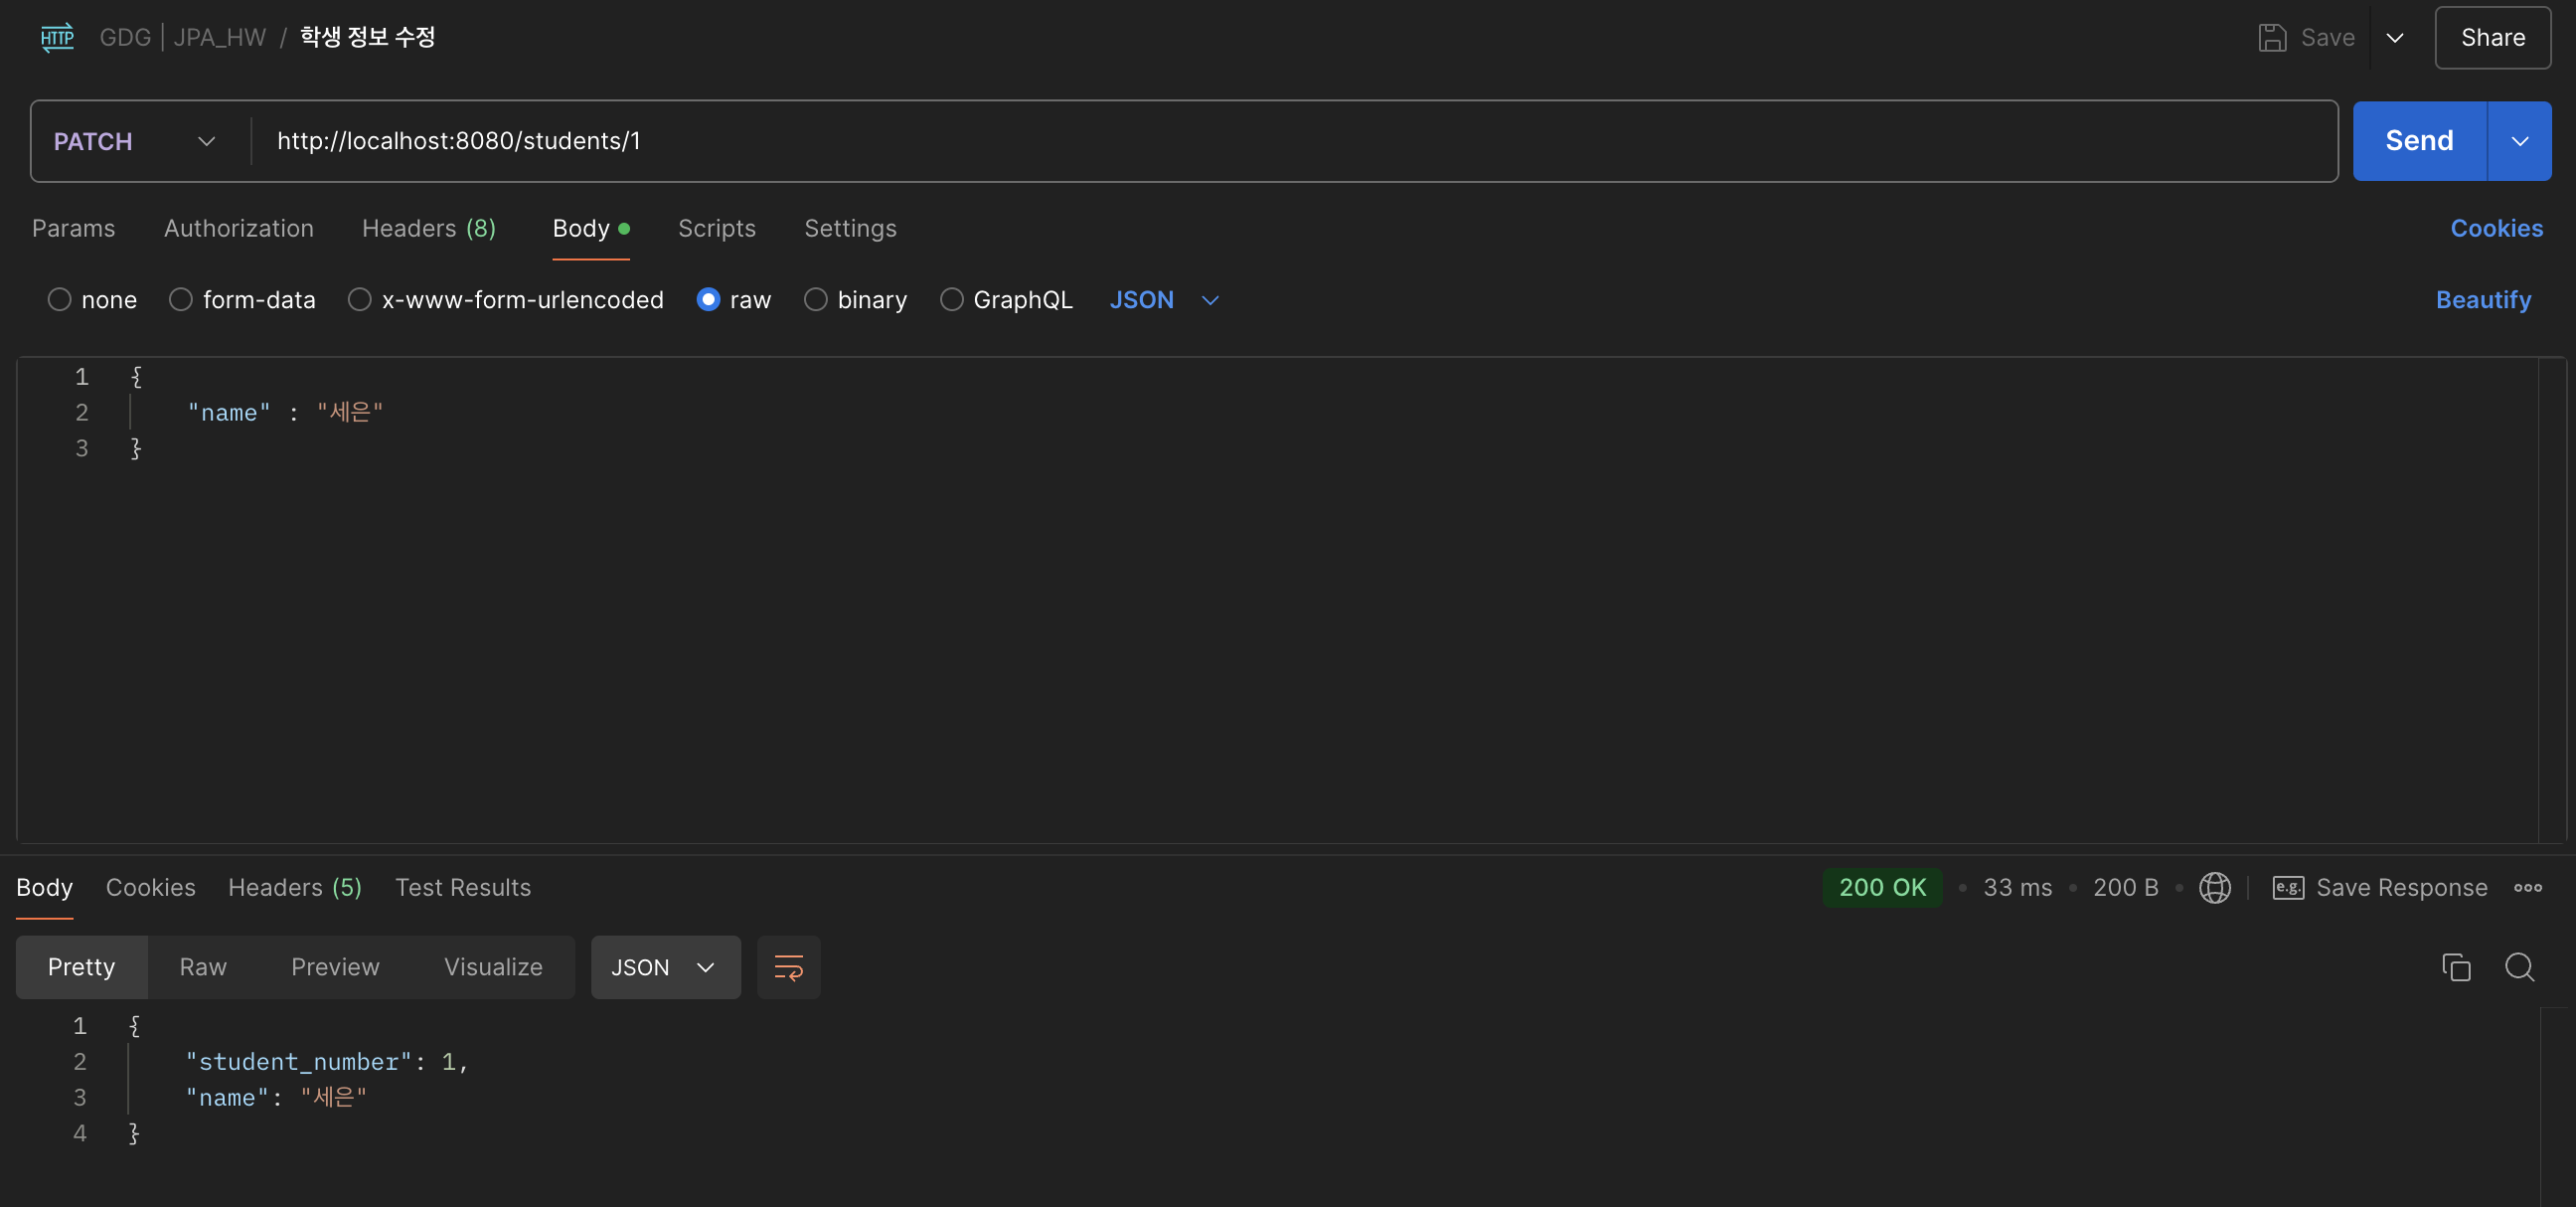 HTTP GDG | JPA_HW / 학생 정보 수정 Save Share
PATCH http://localhost:8080/students/1 Send
Params Authorization Headers (8) Body Scripts Settings Cookies
none form-data x-www-form-urlencoded raw binary GraphQL JSON Beautify
1 {
2 "name" : "세은"
3 }
Body Cookies Headers (5) Test Results 200 OK • 33 ms • 200 B • e.g. Save Response
Pretty Raw Preview Visualize JSON
1 {
2 "student_number": 1,
3 "name": "세은"
4 }